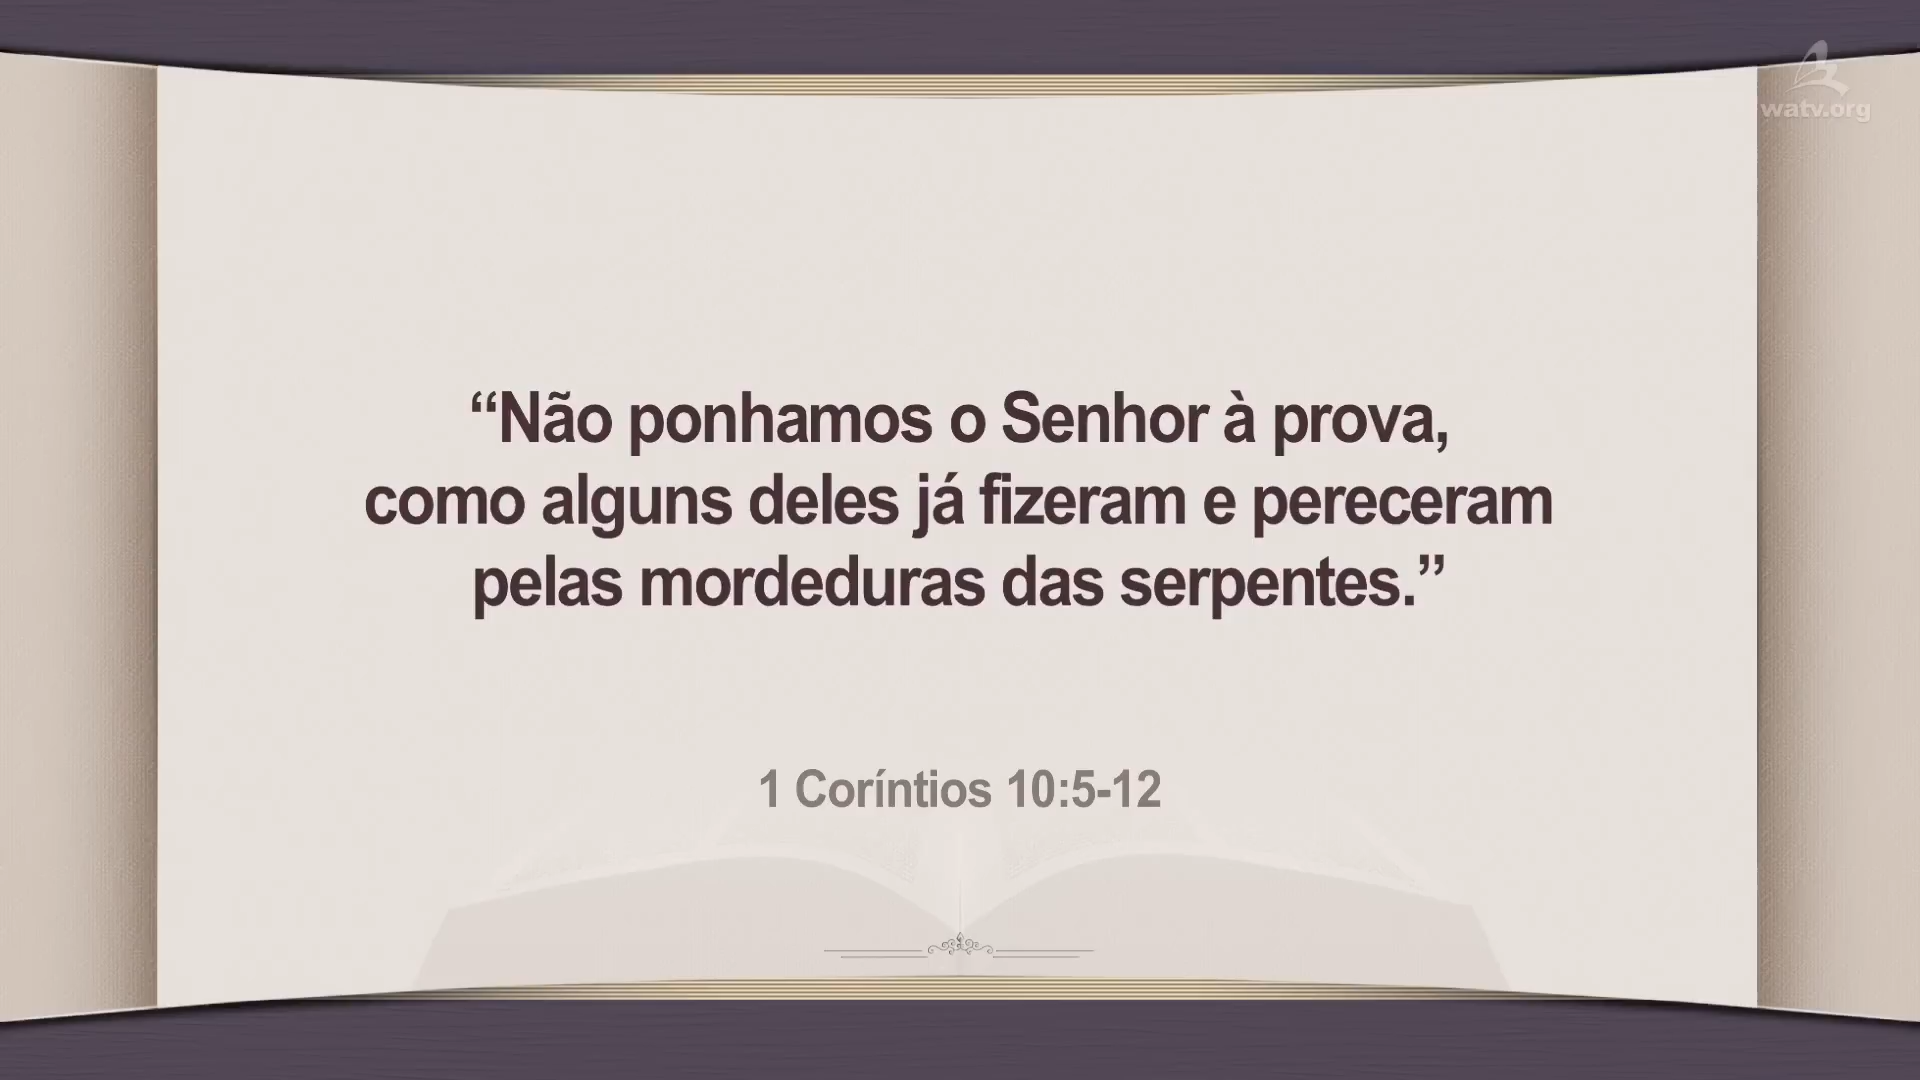 watv.org
“Não ponhamos o Senhor à prova,
como alguns deles já fizeram e pereceram
pelas mordeduras das serpentes.”
1 Coríntios 10:5-12